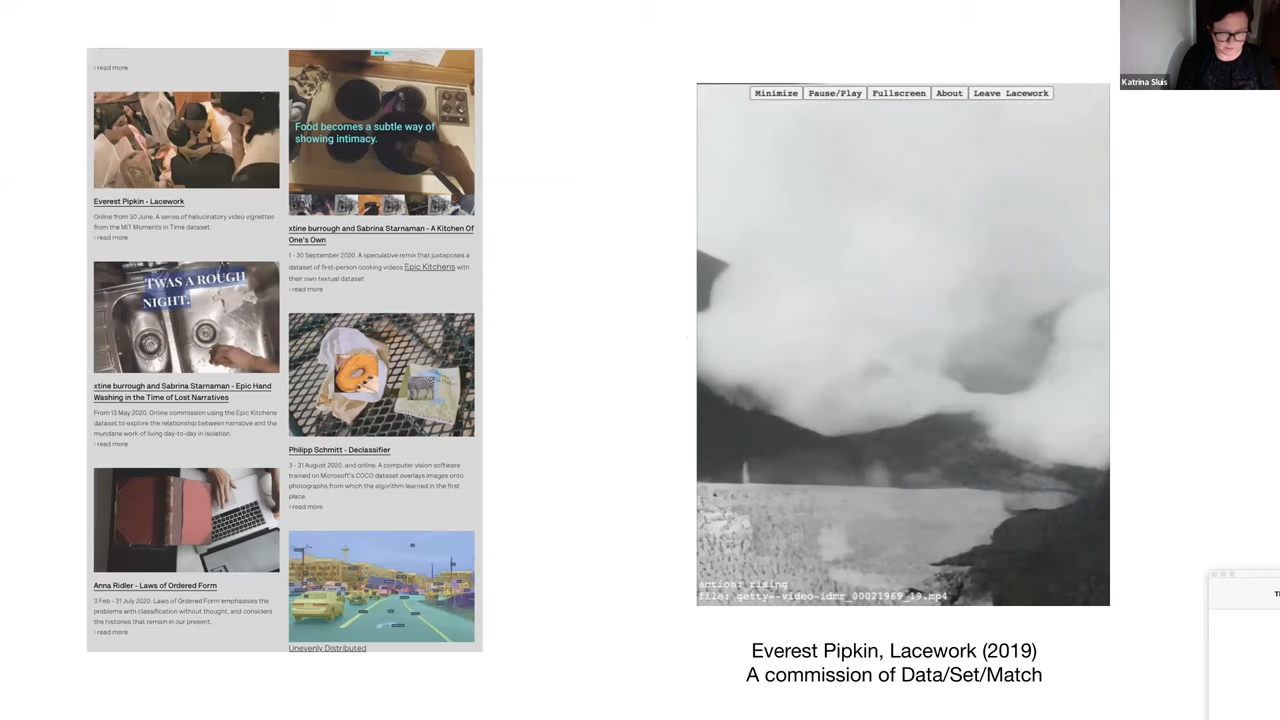 › read more
Everest Pipkin - Lacework
Online from 30 June. A series of hallucinatory video vignettes
from the MIT Moments in Time dataset.
› read more
'TWAS A ROUGH
NIGHT.
xtine burrough and Sabrina Starnaman - Epic Hand
Washing in the Time of Lost Narratives
From 13 May 2020. Online commission using the Epic Kitchens
dataset to explore the relationship between narrative and the
mundane work of living day-to-day in isolation.
› read more
Anna Ridler - Laws of Ordered Form
3 Feb - 31 July 2020. Laws of Ordered Form emphasises the
problems with classification without thought, and considers
the histories that remain in our present.
› read more
Food becomes a subtle way of
showing intimacy.
xtine burrough and Sabrina Starnaman - A Kitchen Of
One's Own
1 - 30 September 2020. A speculative remix that juxtaposes a
dataset of first-person cooking videos Epic Kitchens with
their own textual dataset
› read more
Philipp Schmitt - Declassifier
3 - 31 August 2020, and online. A computer vision software
trained on Microsoft's COCO dataset overlays images onto
photographs from which the algorithm learned in the first
place.
› read more
Unevenly Distributed
Minimize Pause/Play Fullscreen About Leave Lacework
action: rising
file: getty--video-idmr_00021969_19.mp4
Everest Pipkin, Lacework (2019)
A commission of Data/Set/Match
Katrina Sluis